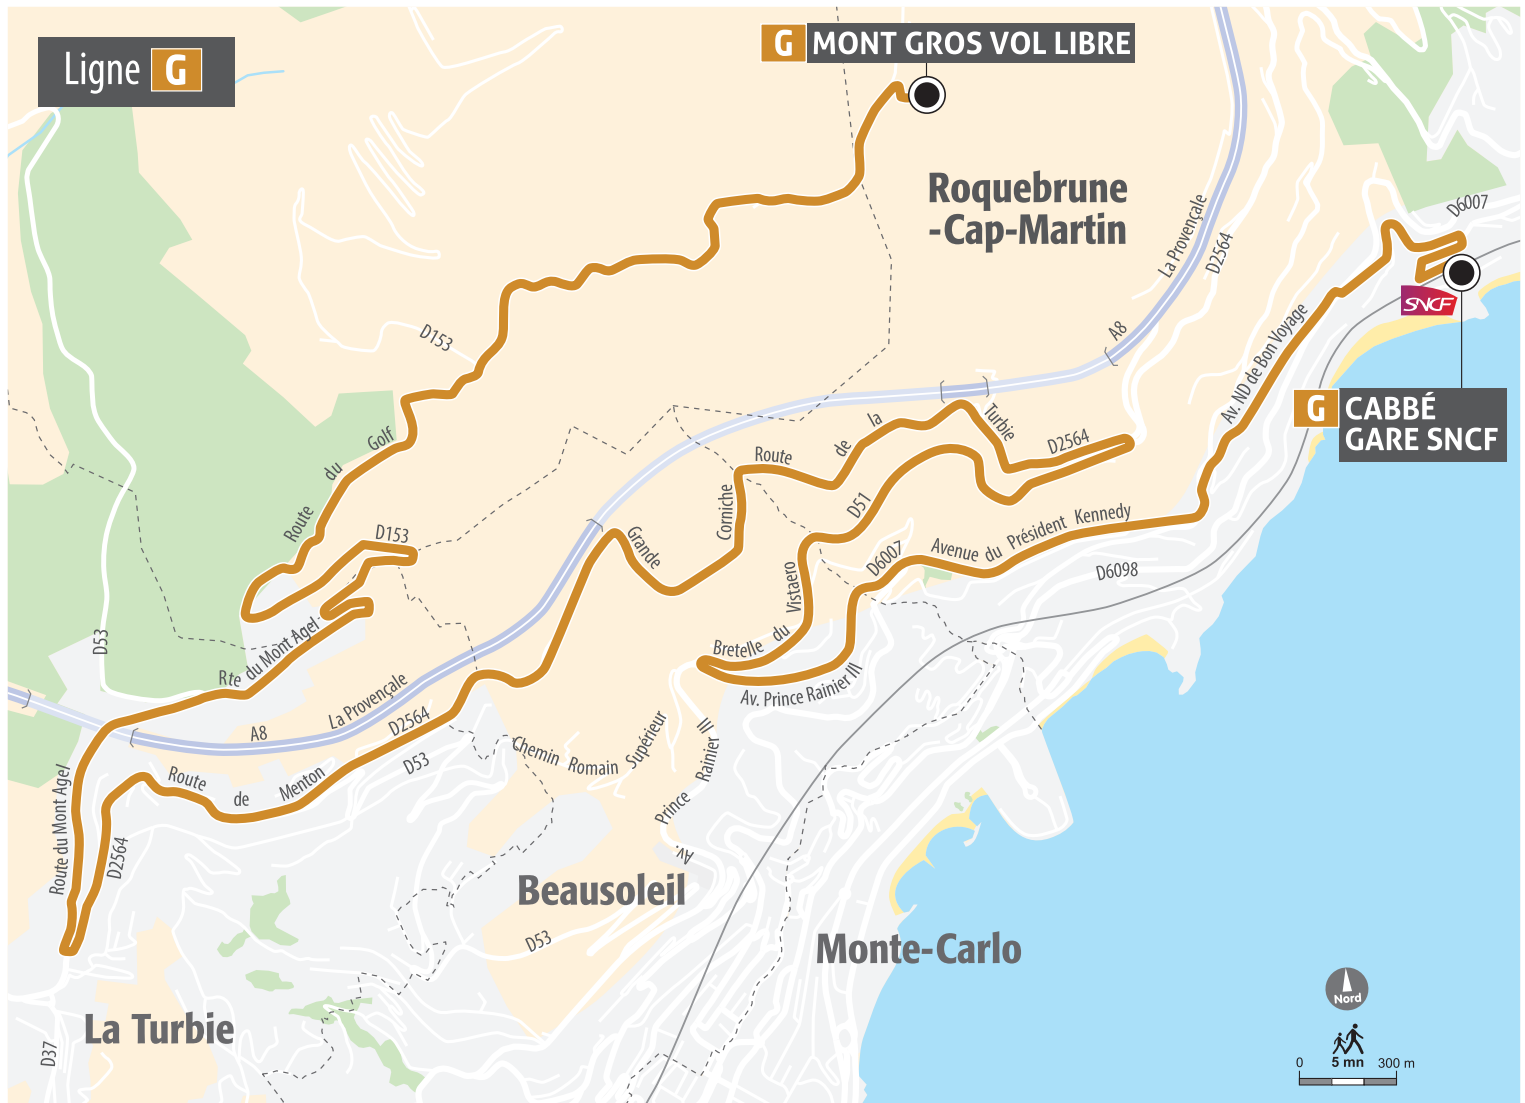 Ligne G
G MONT GROS VOL LIBRE
Roquebrune
-Cap-Martin
La Provençale
D2564
D6007
SNCF
A8
Av. ND de Bon Voyage
G CABBÉ
GARE SNCF
D153
Route du Golf
D153
Rte du Mont Agel
D53
Route de la Turbie
D2564
Grande Corniche
D51
D6007
Avenue du Président Kennedy
D6098
Bretelle du Vistaero
Av. Prince Rainier III
La Provençale
A8
D2564
D53
Chemin Romain Supérieur
Av. Prince Rainier III
Route de Menton
Route du Mont Agel
D2564
Beausoleil
D53
Monte-Carlo
La Turbie
D37
Nord
0 5 mn 300 m